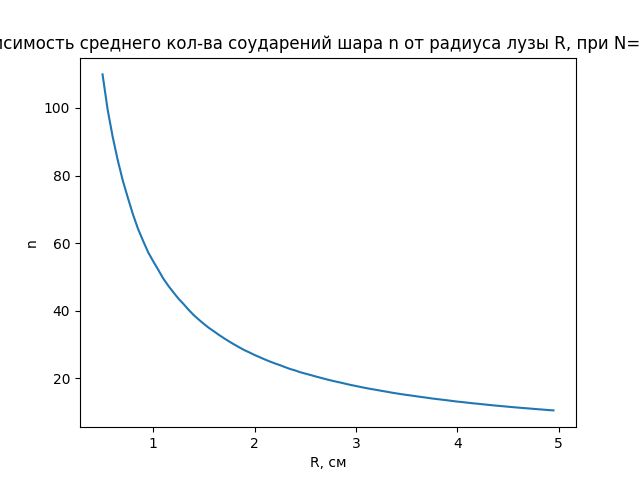 исимость среднего кол-ва соударений шара n от радиуса лузы R, при N=
100
80
60
40
20
n
1 2 3 4 5
R, см